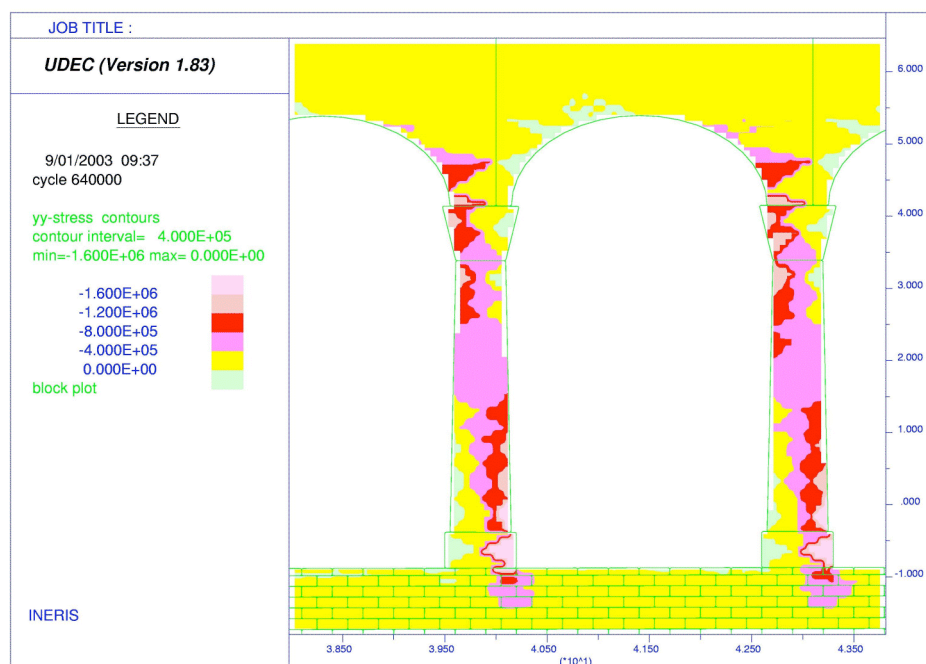 JOB TITLE :
UDEC (Version 1.83)
LEGEND
9/01/2003 09:37
cycle 640000
yy-stress contours
contour interval= 4.000E+05
min=-1.600E+06 max= 0.000E+00
-1.600E+06
-1.200E+06
-8.000E+05
-4.000E+05
0.000E+00
block plot
INERIS
6.000
5.000
4.000
3.000
2.000
1.000
.000
-1.000
3.850
3.950
4.050
4.150
4.250
4.350
(*10^1)